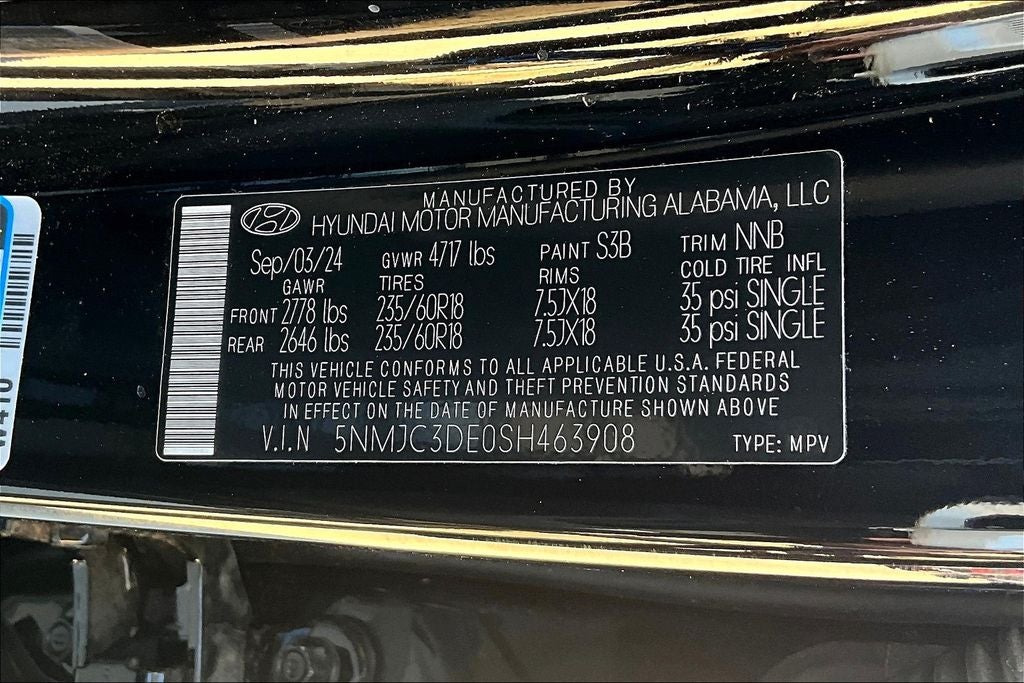 MANUFACTURED BY
HYUNDAI MOTOR MANUFACTURING ALABAMA, LLC
Sep/03/24 GVWR 4717 lbs PAINT S3B TRIM NNB
GAWR TIRES RIMS COLD TIRE INFL
FRONT 2778 lbs 235/60R18 7.5JX18 35 psi SINGLE
REAR 2646 lbs 235/60R18 7.5JX18 35 psi SINGLE
THIS VEHICLE CONFORMS TO ALL APPLICABLE U.S.A. FEDERAL
MOTOR VEHICLE SAFETY AND THEFT PREVENTION STANDARDS
IN EFFECT ON THE DATE OF MANUFACTURE SHOWN ABOVE
V.I.N 5NMJC3DE0SH463908 TYPE: MPV